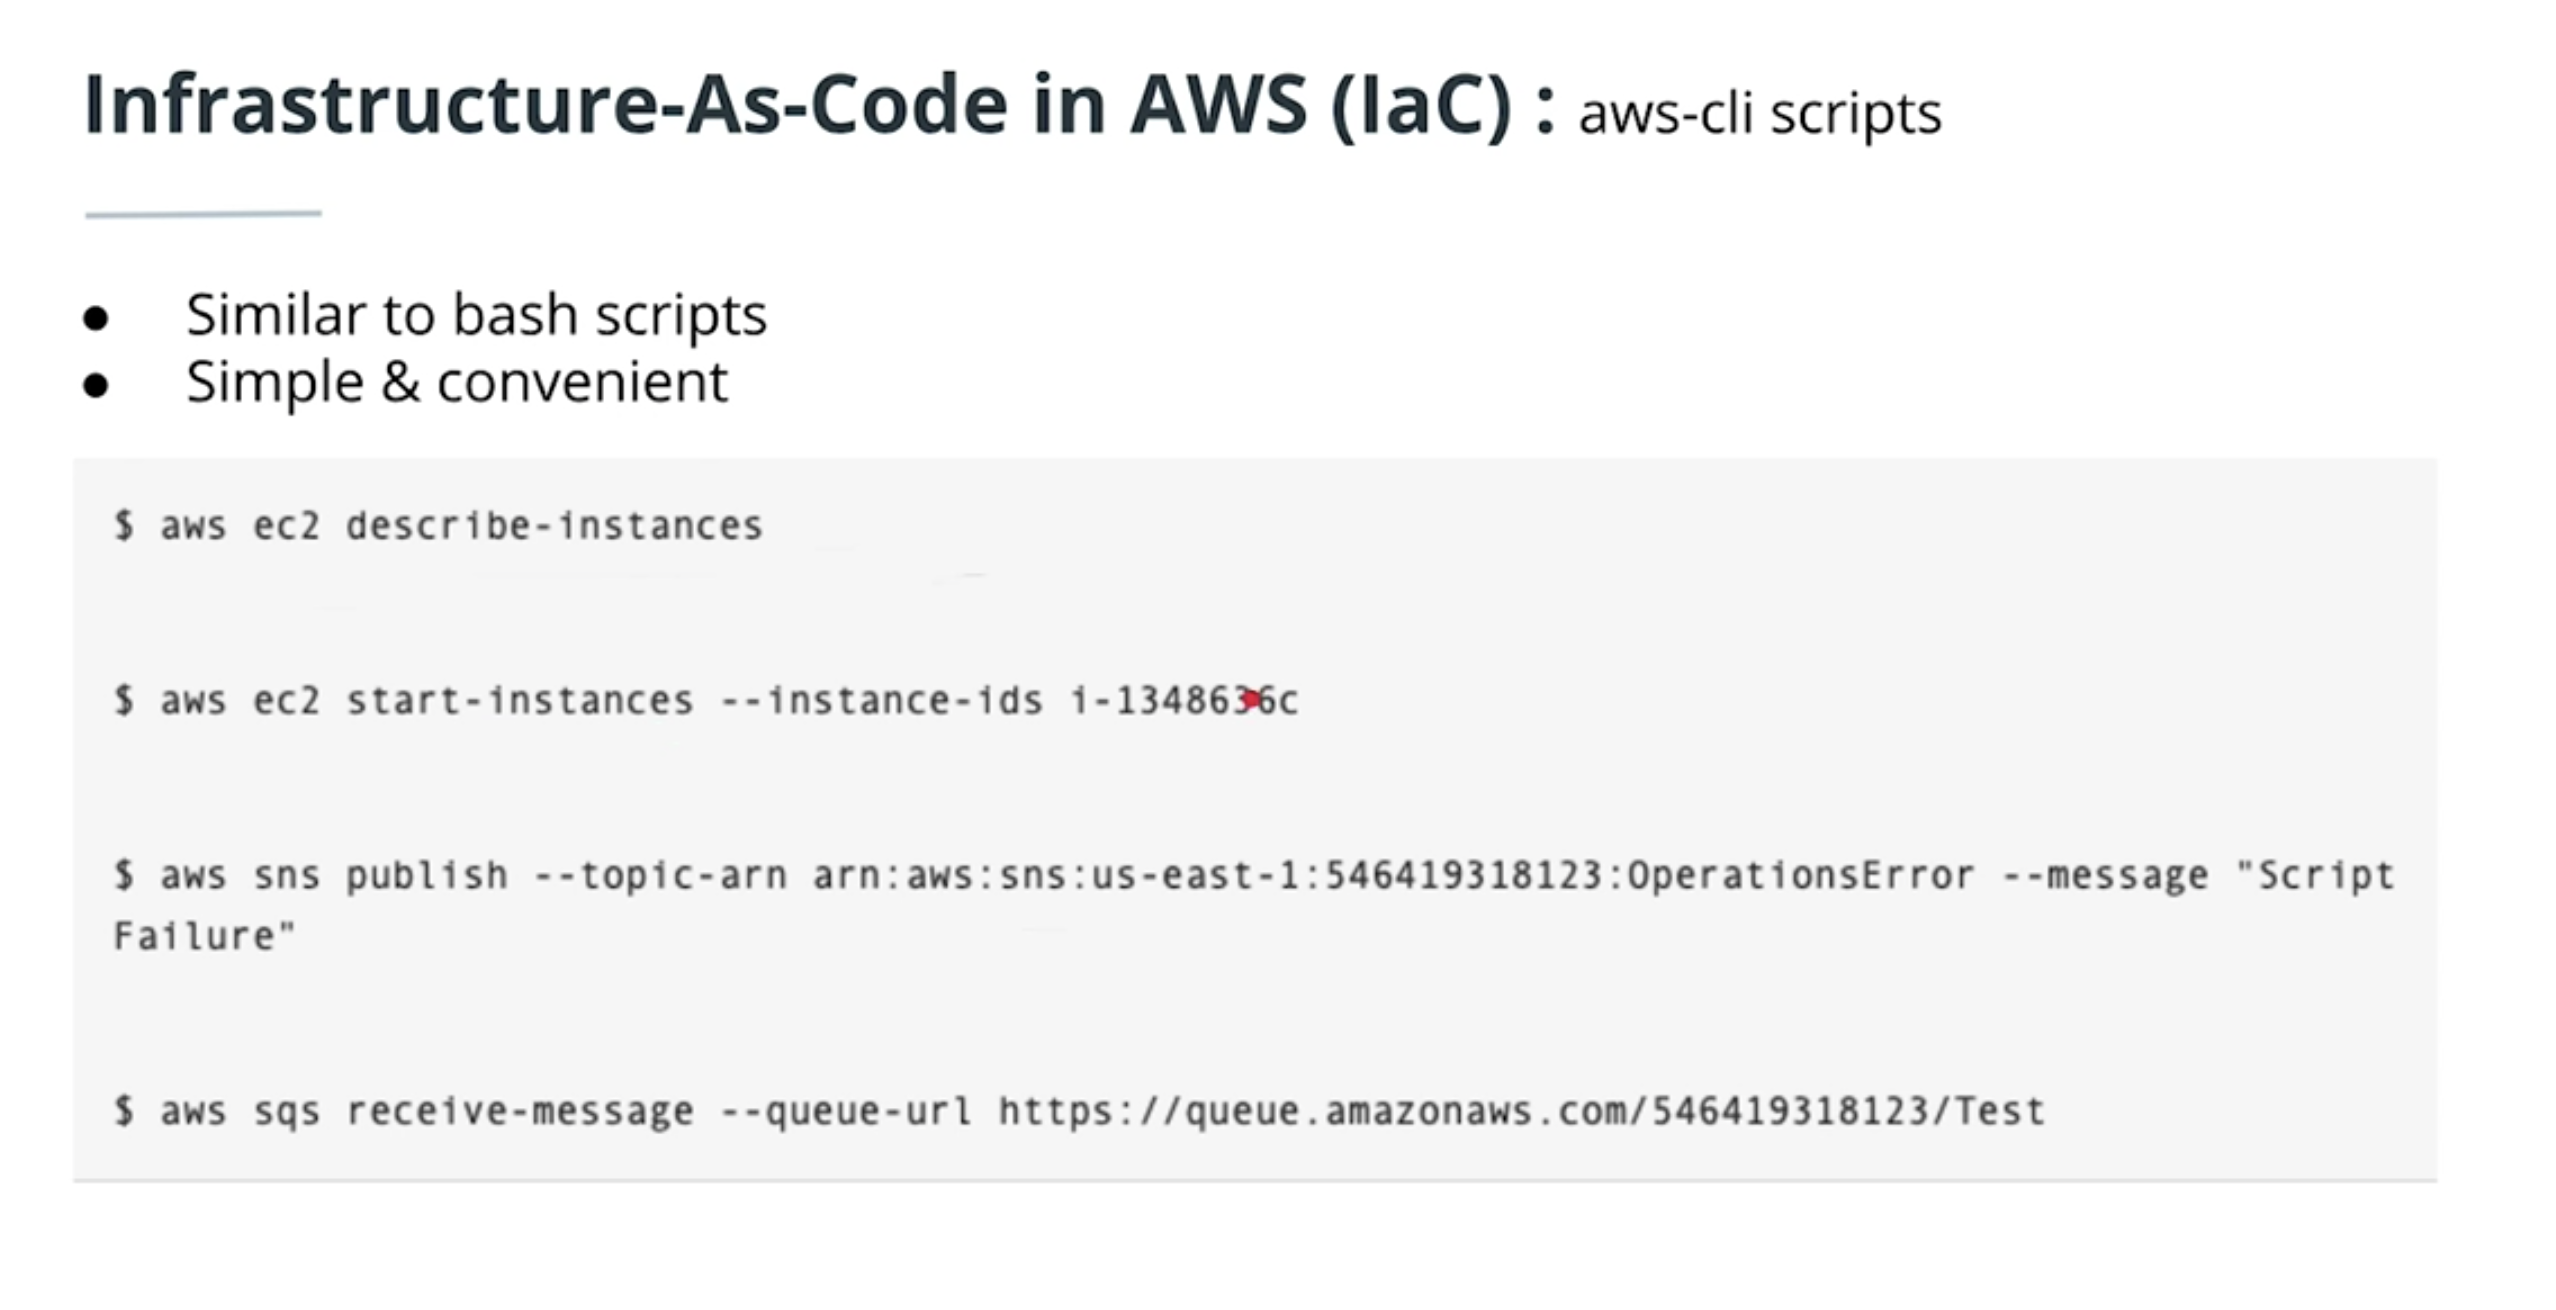 Infrastructure-As-Code in AWS (IaC) : aws-cli scripts
● Similar to bash scripts
● Simple & convenient
$ aws ec2 describe-instances
$ aws ec2 start-instances --instance-ids i-1348636c
$ aws sns publish --topic-arn arn:aws:sns:us-east-1:546419318123:OperationsError --message "Script
Failure"
$ aws sqs receive-message --queue-url https://queue.amazonaws.com/546419318123/Test